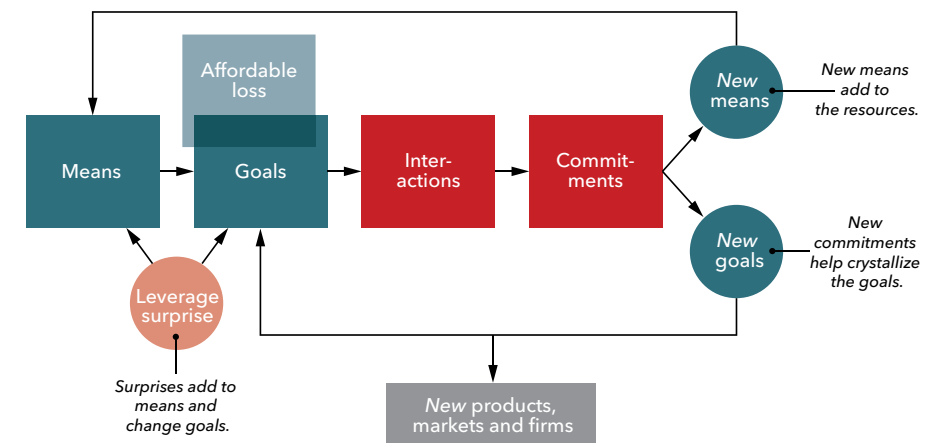 Affordable
loss
Means
Goals
Inter-
actions
Commit-
ments
New
means
New means
add to
the resources.
New
goals
New
commitments
help crystallize
the goals.
Leverage
surprise
Surprises add to
means and
change goals.
New products,
markets and firms